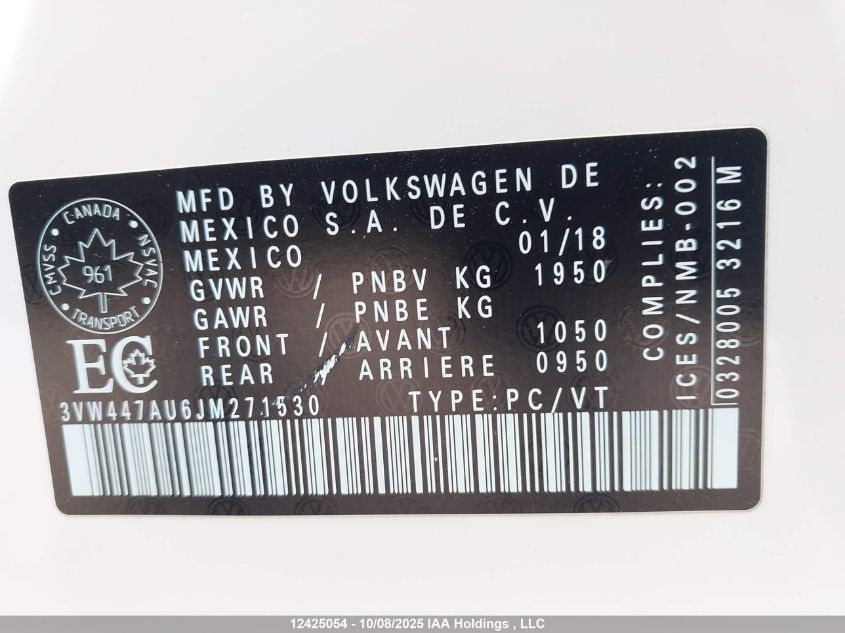 MFD BY VOLKSWAGEN DE
MEXICO S.A. DE C.V.
MEXICO 01/18
GVWR / PNBV KG 1950
GAWR / PNBE KG
FRONT / AVANT 1050
REAR / ARRIERE 0950
3VW447AU6JM271530 TYPE:PC/VT
CANADA
CMVSS
NSVAC
961
TRANSPORT
EC
COMPLIES:
ICES/NMB-002
0328005 3216 M
12425054 - 10/08/2025 IAA Holdings , LLC